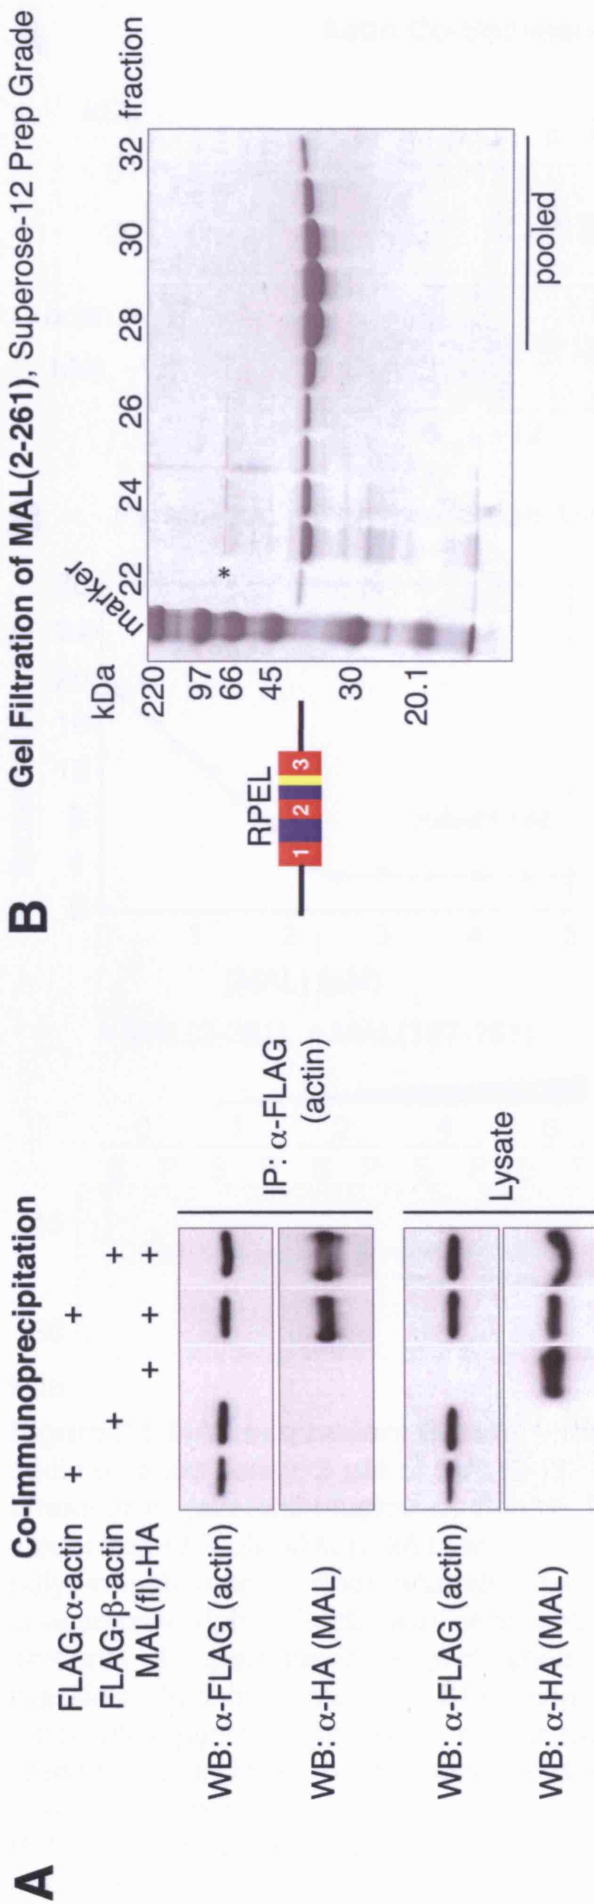 A
Co-Immunoprecipitation
FLAG-α-actin + +
FLAG-β-actin + +
MAL(fl)-HA + + +
WB: α-FLAG (actin)
WB: α-HA (MAL)
IP: α-FLAG
(actin)
WB: α-FLAG (actin)
WB: α-HA (MAL)
Lysate
B
Gel Filtration of MAL(2-261), Superose-12 Prep Grade
kDa marker 22 24 26 28 30 32 fraction
220
97
66 *
45
30
20.1
RPEL
1 2 3
pooled